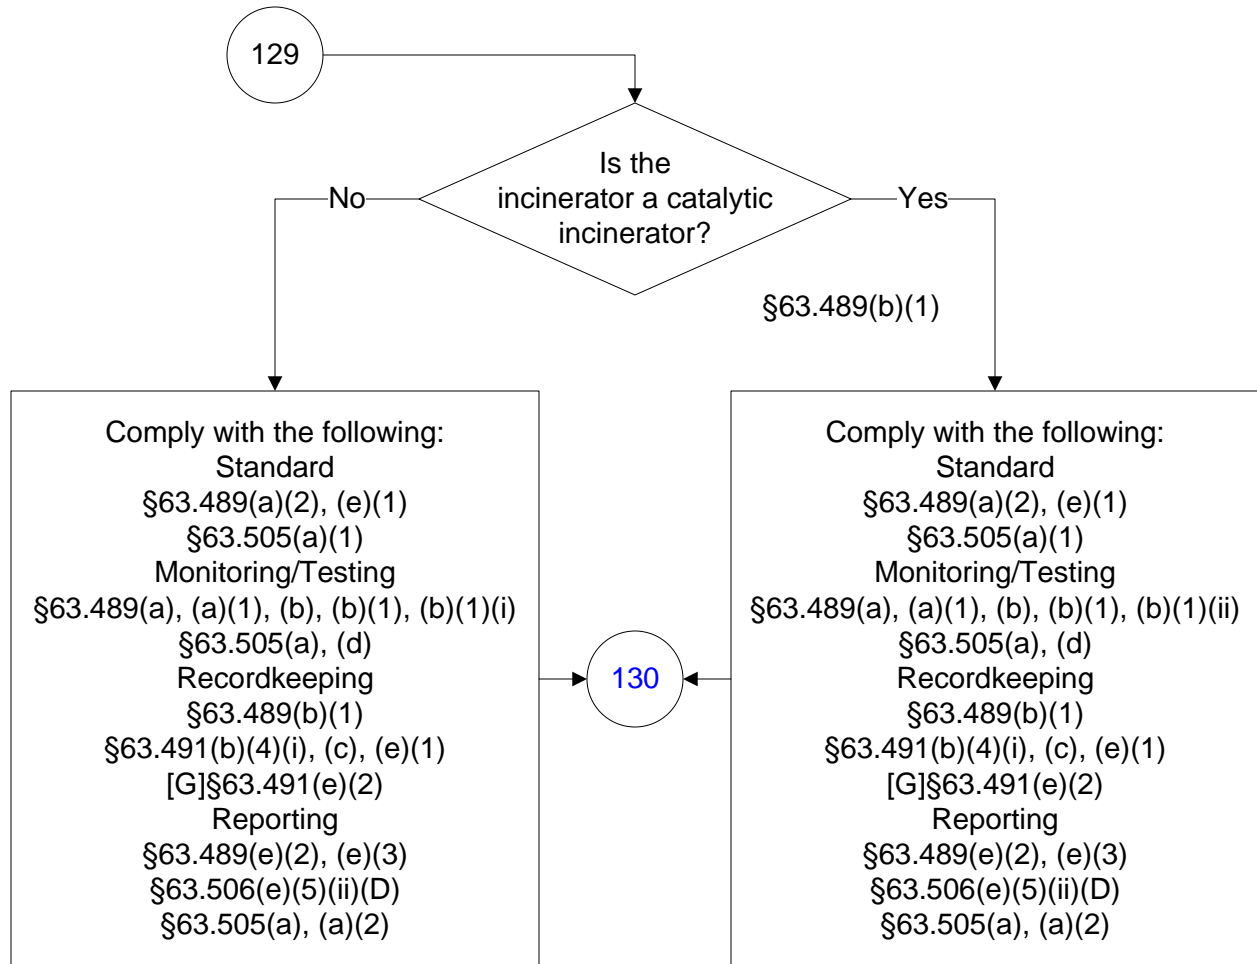 129
Is the
incinerator a catalytic
incinerator?
No
Yes
§63.489(b)(1)
Comply with the following:
Standard
§63.489(a)(2), (e)(1)
§63.505(a)(1)
Monitoring/Testing
§63.489(a), (a)(1), (b), (b)(1), (b)(1)(i)
§63.505(a), (d)
Recordkeeping
§63.489(b)(1)
§63.491(b)(4)(i), (c), (e)(1)
[G]§63.491(e)(2)
Reporting
§63.489(e)(2), (e)(3)
§63.506(e)(5)(ii)(D)
§63.505(a), (a)(2)
130
Comply with the following:
Standard
§63.489(a)(2), (e)(1)
§63.505(a)(1)
Monitoring/Testing
§63.489(a), (a)(1), (b), (b)(1), (b)(1)(ii)
§63.505(a), (d)
Recordkeeping
§63.489(b)(1)
§63.491(b)(4)(i), (c), (e)(1)
[G]§63.491(e)(2)
Reporting
§63.489(e)(2), (e)(3)
§63.506(e)(5)(ii)(D)
§63.505(a), (a)(2)